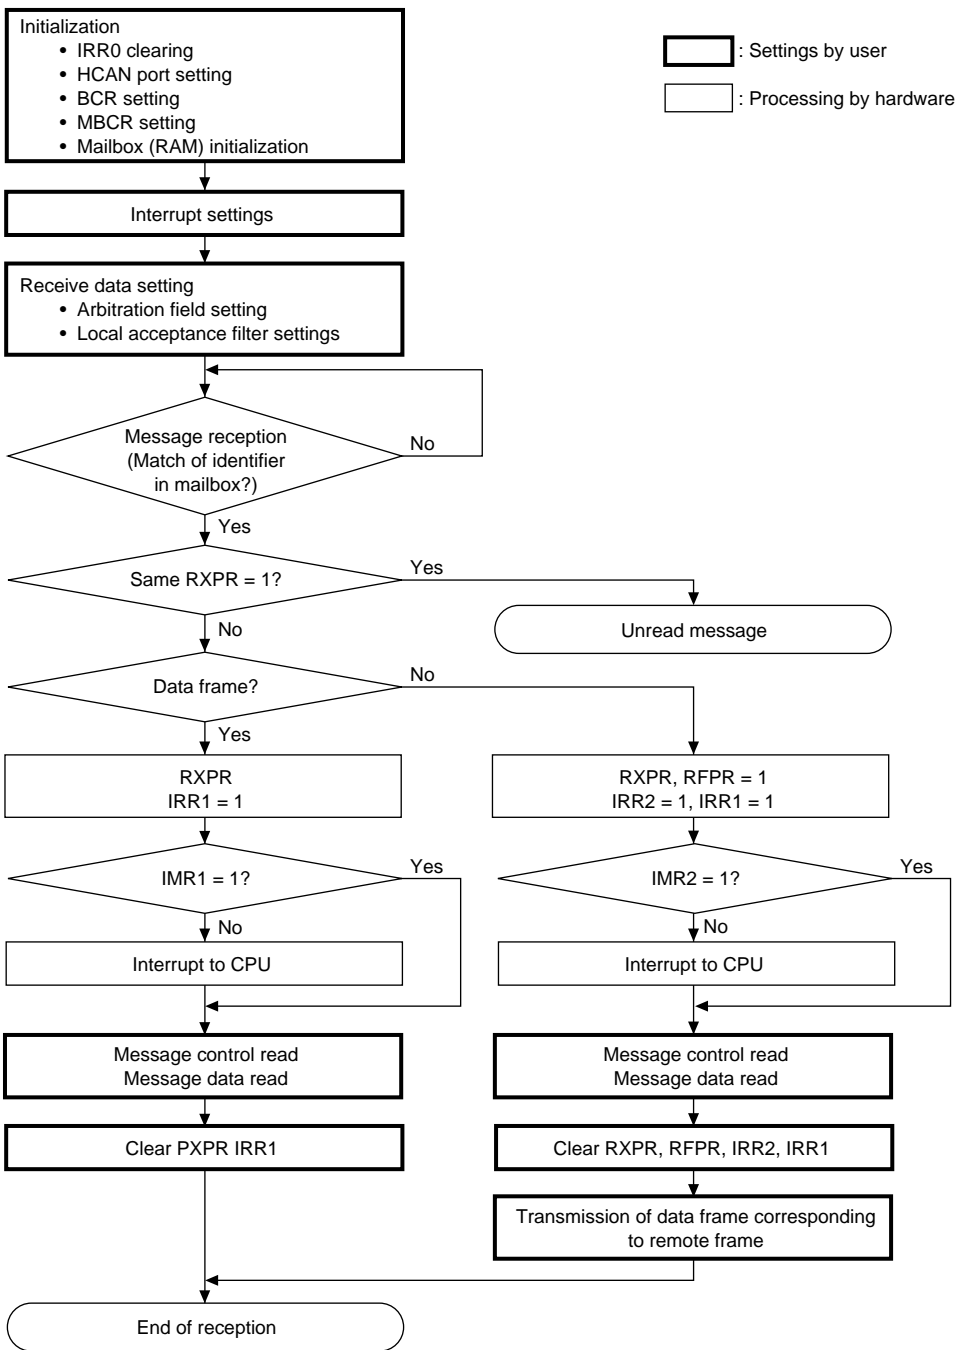 Initialization
• IRR0 clearing
• HCAN port setting
• BCR setting
• MBCR setting
• Mailbox (RAM) initialization
: Settings by user
: Processing by hardware
Interrupt settings
Receive data setting
• Arbitration field setting
• Local acceptance filter settings
Message reception
(Match of identifier
in mailbox?)
No
Yes
Same RXPR = 1?
Yes
Unread message
No
Data frame?
No
Yes
RXPR
IRR1 = 1
RXPR, RFPR = 1
IRR2 = 1, IRR1 = 1
IMR1 = 1?
Yes
IMR2 = 1?
Yes
No
No
Interrupt to CPU
Interrupt to CPU
Message control read
Message data read
Message control read
Message data read
Clear PXPR IRR1
Clear RXPR, RFPR, IRR2, IRR1
Transmission of data frame corresponding
to remote frame
End of reception